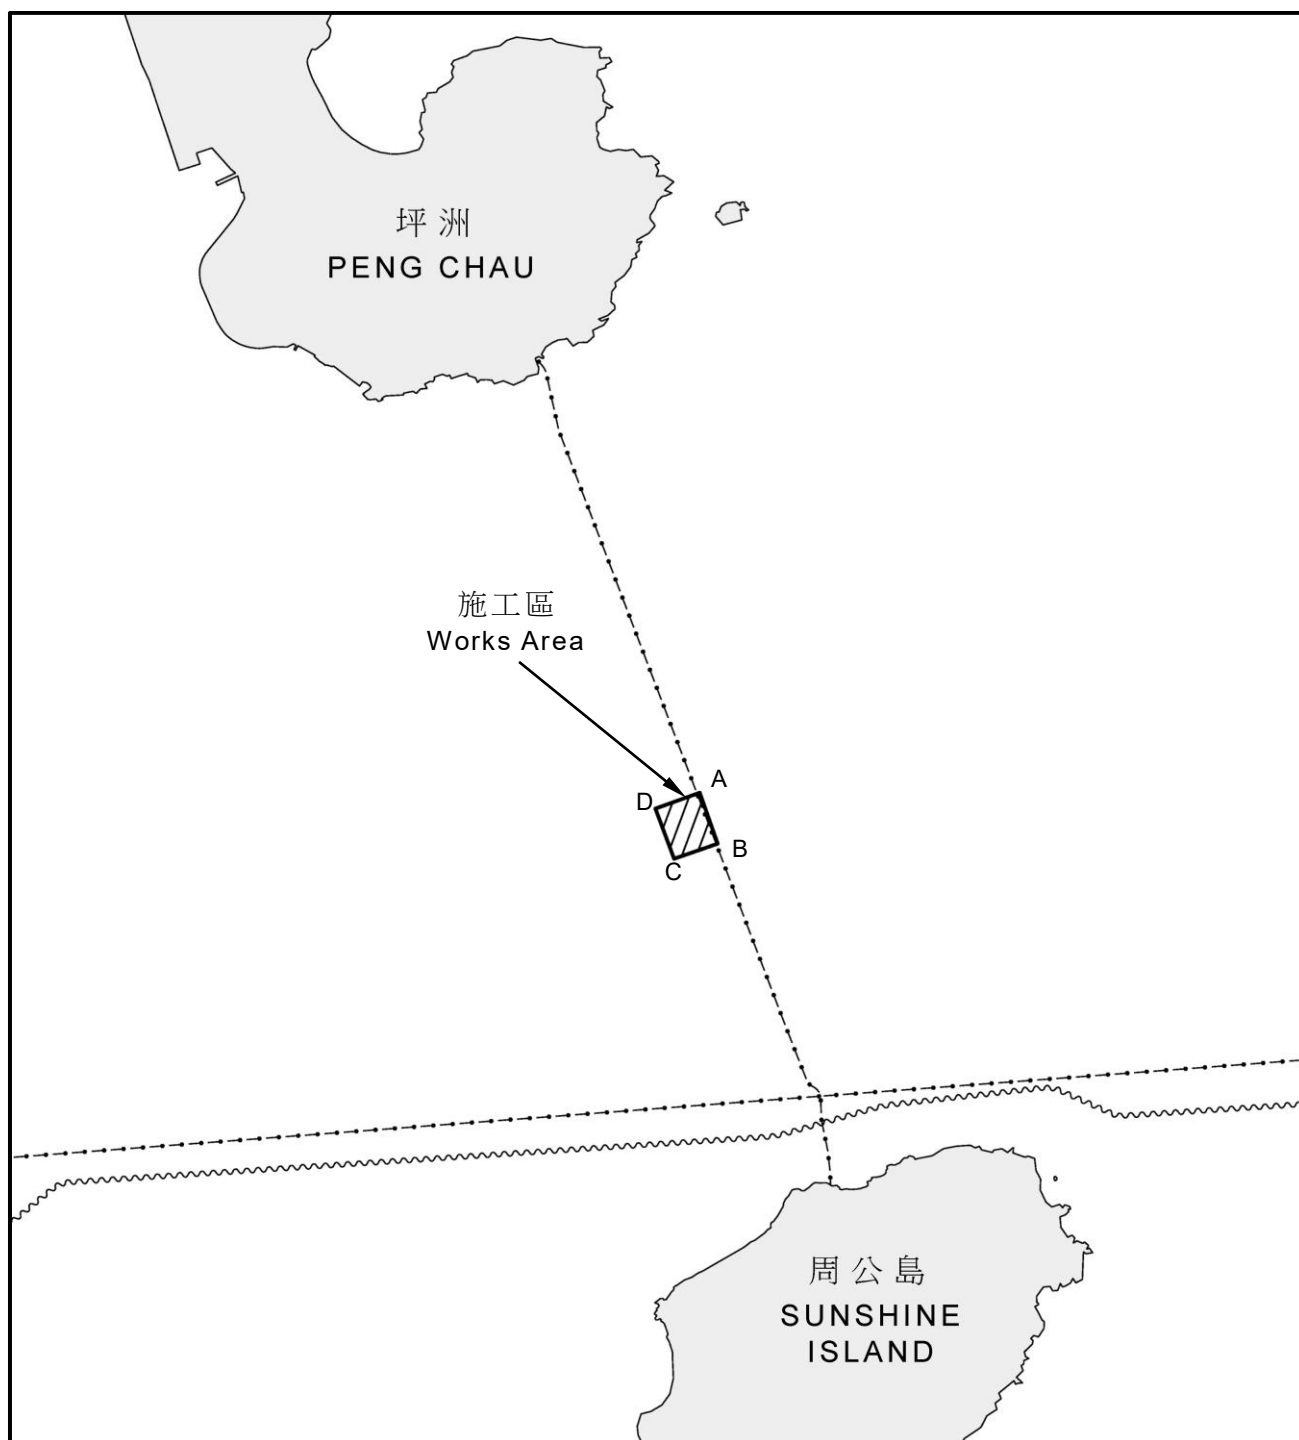 坪洲
PENG CHAU
施工區
Works Area
A
D
B
C
周公島
SUNSHINE
ISLAND